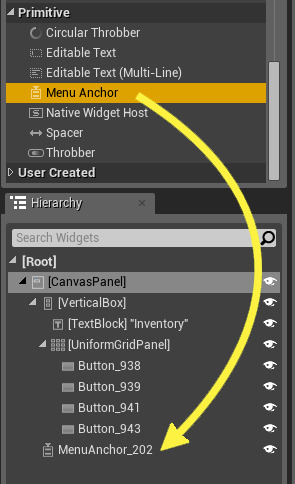 Primitive
Circular Throbber
Editable Text
Editable Text (Multi-Line)
Menu Anchor
Native Widget Host
Spacer
Throbber
User Created
Hierarchy
Search Widgets
[Root]
[CanvasPanel]
[VerticalBox]
[TextBlock] "Inventory"
[UniformGridPanel]
Button_938
Button_939
Button_941
Button_943
MenuAnchor_202